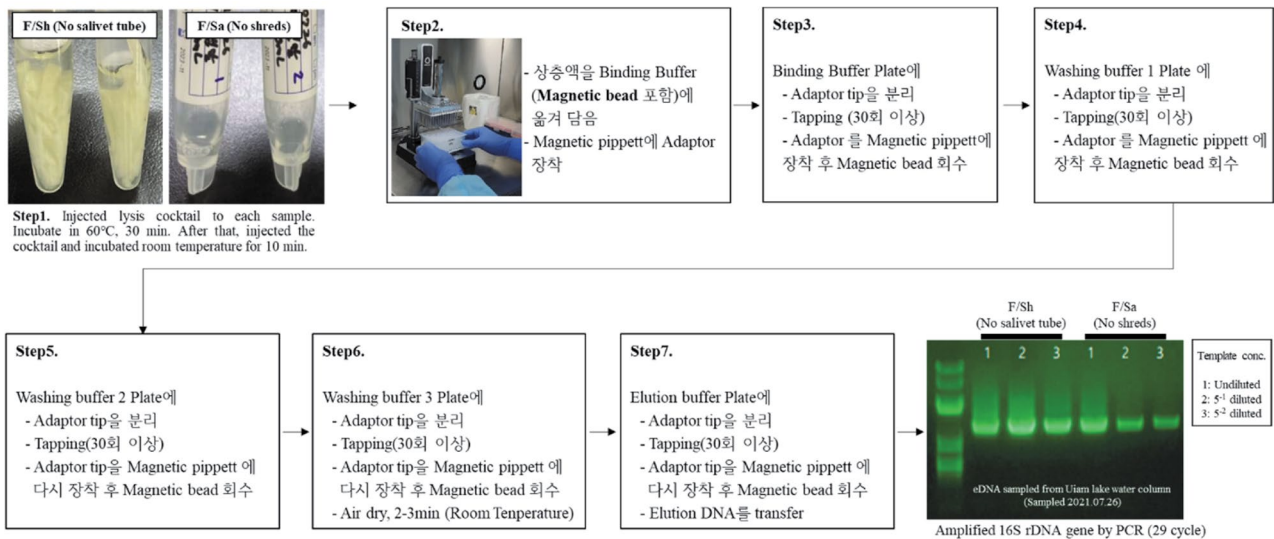 F/Sh (No salivet tube)
F/Sa (No shreds)
Step1. Injected lysis cocktail to each sample.
Incubate in 60℃, 30 min. After that, injected the
cocktail and incubated room temperature for 10 min.
Step2.
- 상층액을 Binding Buffer
(Magnetic bead 포함)에
옮겨 담음
- Magnetic pipett에 Adaptor
장착
Step3.
Binding Buffer Plate에
- Adaptor tip을 분리
- Tapping (30회 이상)
- Adaptor 를 Magnetic pipett에
장착 후 Magnetic bead 회수
Step4.
Washing buffer 1 Plate 에
- Adaptor tip을 분리
- Tapping(30회 이상)
- Adaptor 를 Magnetic pipett 에
장착 후 Magnetic bead 회수
Step5.
Washing buffer 2 Plate에
- Adaptor tip을 분리
- Tapping(30회 이상)
- Adaptor tip을 Magnetic pippett 에
다시 장착 후 Magnetic bead 회수
Step6.
Washing buffer 3 Plate에
- Adaptor tip을 분리
- Tapping(30회 이상)
- Adaptor tip을 Magnetic pippett 에
다시 장착 후 Magnetic bead 회수
- Air dry, 2-3min (Room Tenperature)
Step7.
Elution buffer Plate에
- Adaptor tip을 분리
- Tapping(30회 이상)
- Adaptor tip을 Magnetic pippett 에
다시 장착 후 Magnetic bead 회수
- Elution DNA를 transfer
F/Sh
(No salivet tube)
F/Sa
(No shreds)
1 2 3 1 2 3
eDNA sampled from Uiam lake water column
(Sampled 2021.07.26)
Template conc.
1: Undiluted
2: 5-1 diluted
3: 5-2 diluted
Amplified 16S rDNA gene by PCR (29 cycle)